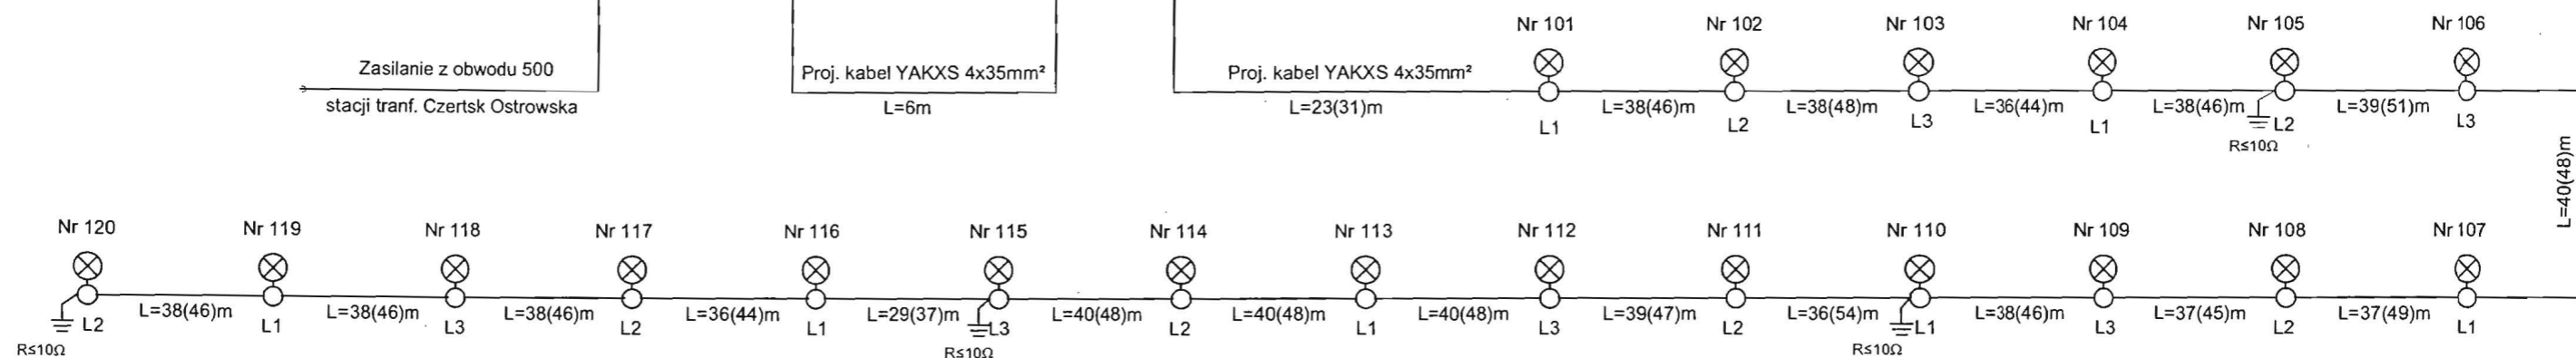 Nr 101
Nr 102
Nr 103
Nr 104
Nr 105
Nr 106
Zasilanie z obwodu 500
stacji tranf. Czertsk Ostrowska
Proj. kabel YAKXS 4x35mm²
L=6m
Proj. kabel YAKXS 4x35mm²
L=23(31)m
L1
L=38(46)m
L2
L=38(48)m
L3
L=36(44)m
L1
L=38(46)m
L2
R≤10Ω
L=39(51)m
L3
L=40(48)m
Nr 120
Nr 119
Nr 118
Nr 117
Nr 116
Nr 115
Nr 114
Nr 113
Nr 112
Nr 111
Nr 110
Nr 109
Nr 108
Nr 107
L2
R≤10Ω
L=38(46)m
L1
L=38(46)m
L3
L=38(46)m
L2
L=36(44)m
L1
L=29(37)m
L3
R≤10Ω
L=40(48)m
L2
L=40(48)m
L1
L=40(48)m
L3
L=39(47)m
L2
L=36(54)m
L1
R≤10Ω
L=38(46)m
L3
L=37(45)m
L2
L=37(49)m
L1